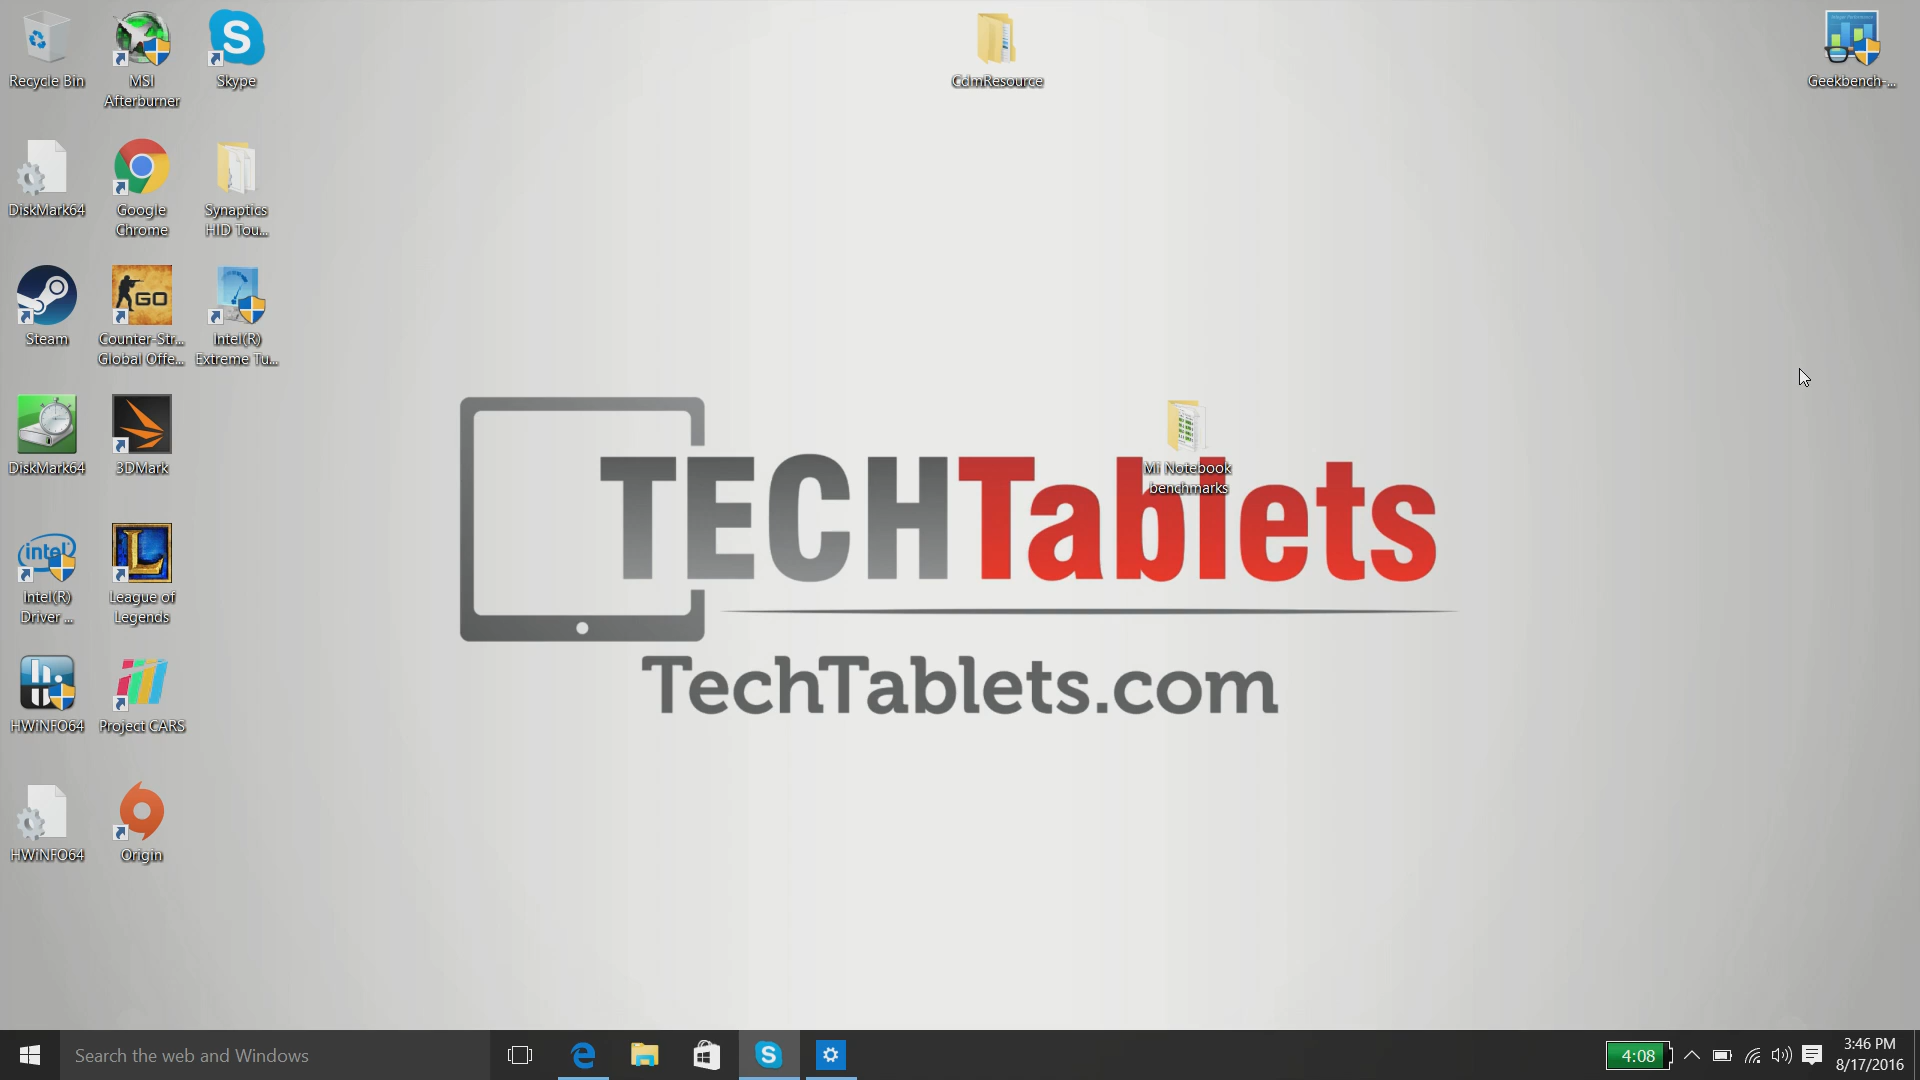 Recycle Bin
MSI
Afterburner
Skype
CdmResource
Geekbench-...
DiskMark64
Google
Chrome
Synaptics
HID Tou...
Steam
GO
Counter-Str...
Global Offe...
Intel(R)
Extreme Tu...
DiskMark64
3DMark
Mi Notebook
benchmarks
TECHTablets
intel
Intel(R)
Driver ...
League of
Legends
TechTablets.com
HWiNFO64
Project CARS
HWiNFO64
Origin
Search the web and Windows
4:08
3:46 PM
8/17/2016